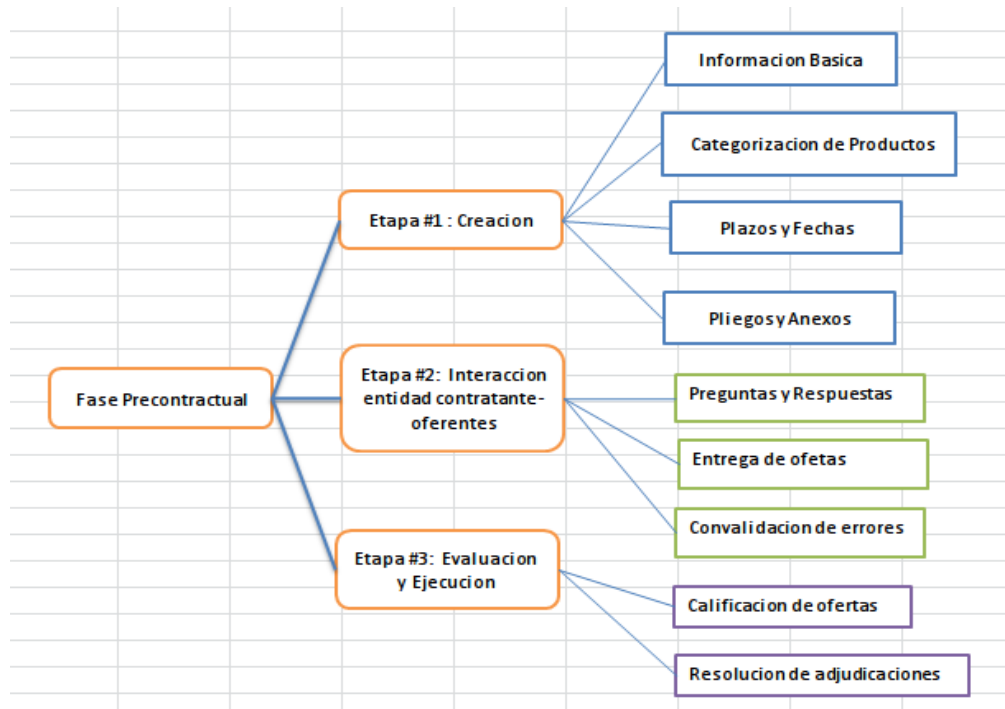 Fase Precontractual
Etapa #1 : Creacion
Informacion Basica
Categorizacion de Productos
Plazos y Fechas
Pliegos y Anexos
Etapa #2: Interaccion
entidad contratante-
oferentes
Preguntas y Respuestas
Entrega de ofetas
Convalidacion de errores
Etapa #3: Evaluacion
y Ejecucion
Calificacion de ofertas
Resolucion de adjudicaciones